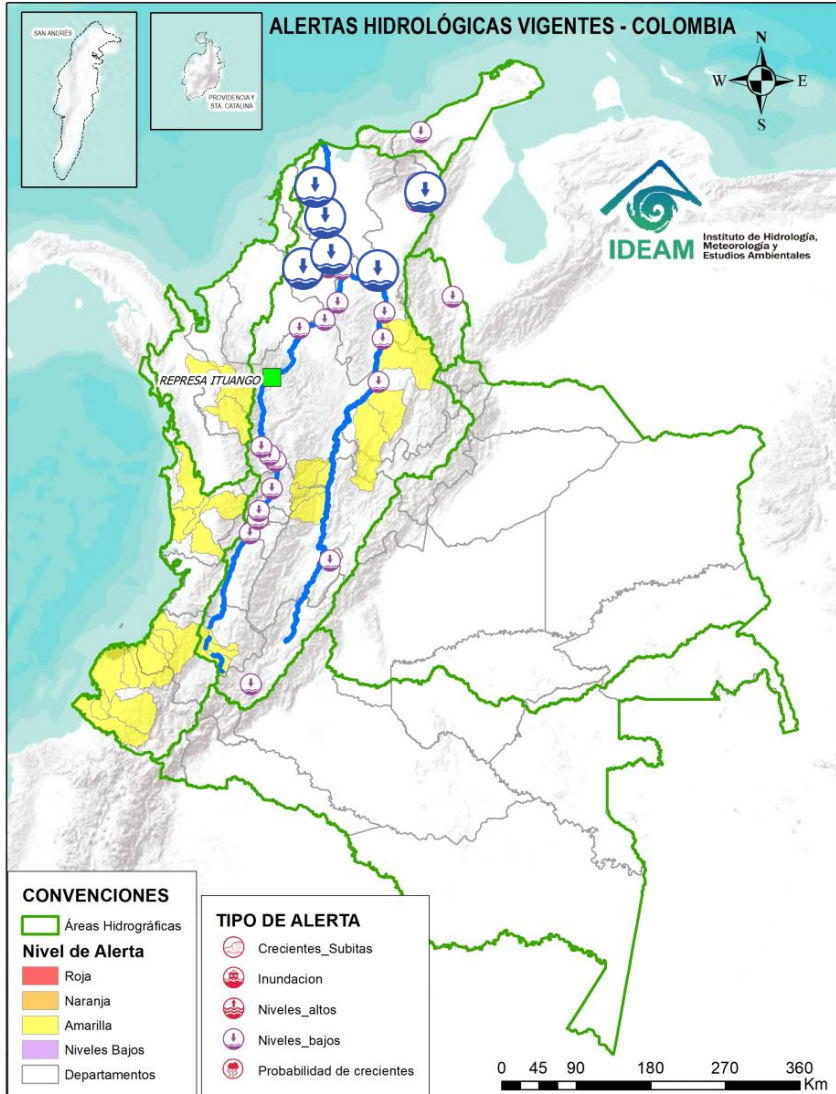 ALERTAS HIDROLÓGICAS VIGENTES - COLOMBIA
SAN ANDRÉS
PROVIDENCIA Y
STA. CATALINA
N
W
E
S
IDEAM
Instituto de Hidrología,
Meteorología y
Estudios Ambientales
REPRESA ITUANGO
CONVENCIONES
Áreas Hidrográficas
Nivel de Alerta
Roja
Naranja
Amarilla
Niveles Bajos
Departamentos
TIPO DE ALERTA
Crecientes_Subitas
Inundacion
Niveles_altos
Niveles_bajos
Probabilidad de crecientes
0 45 90 180 270 360
Km